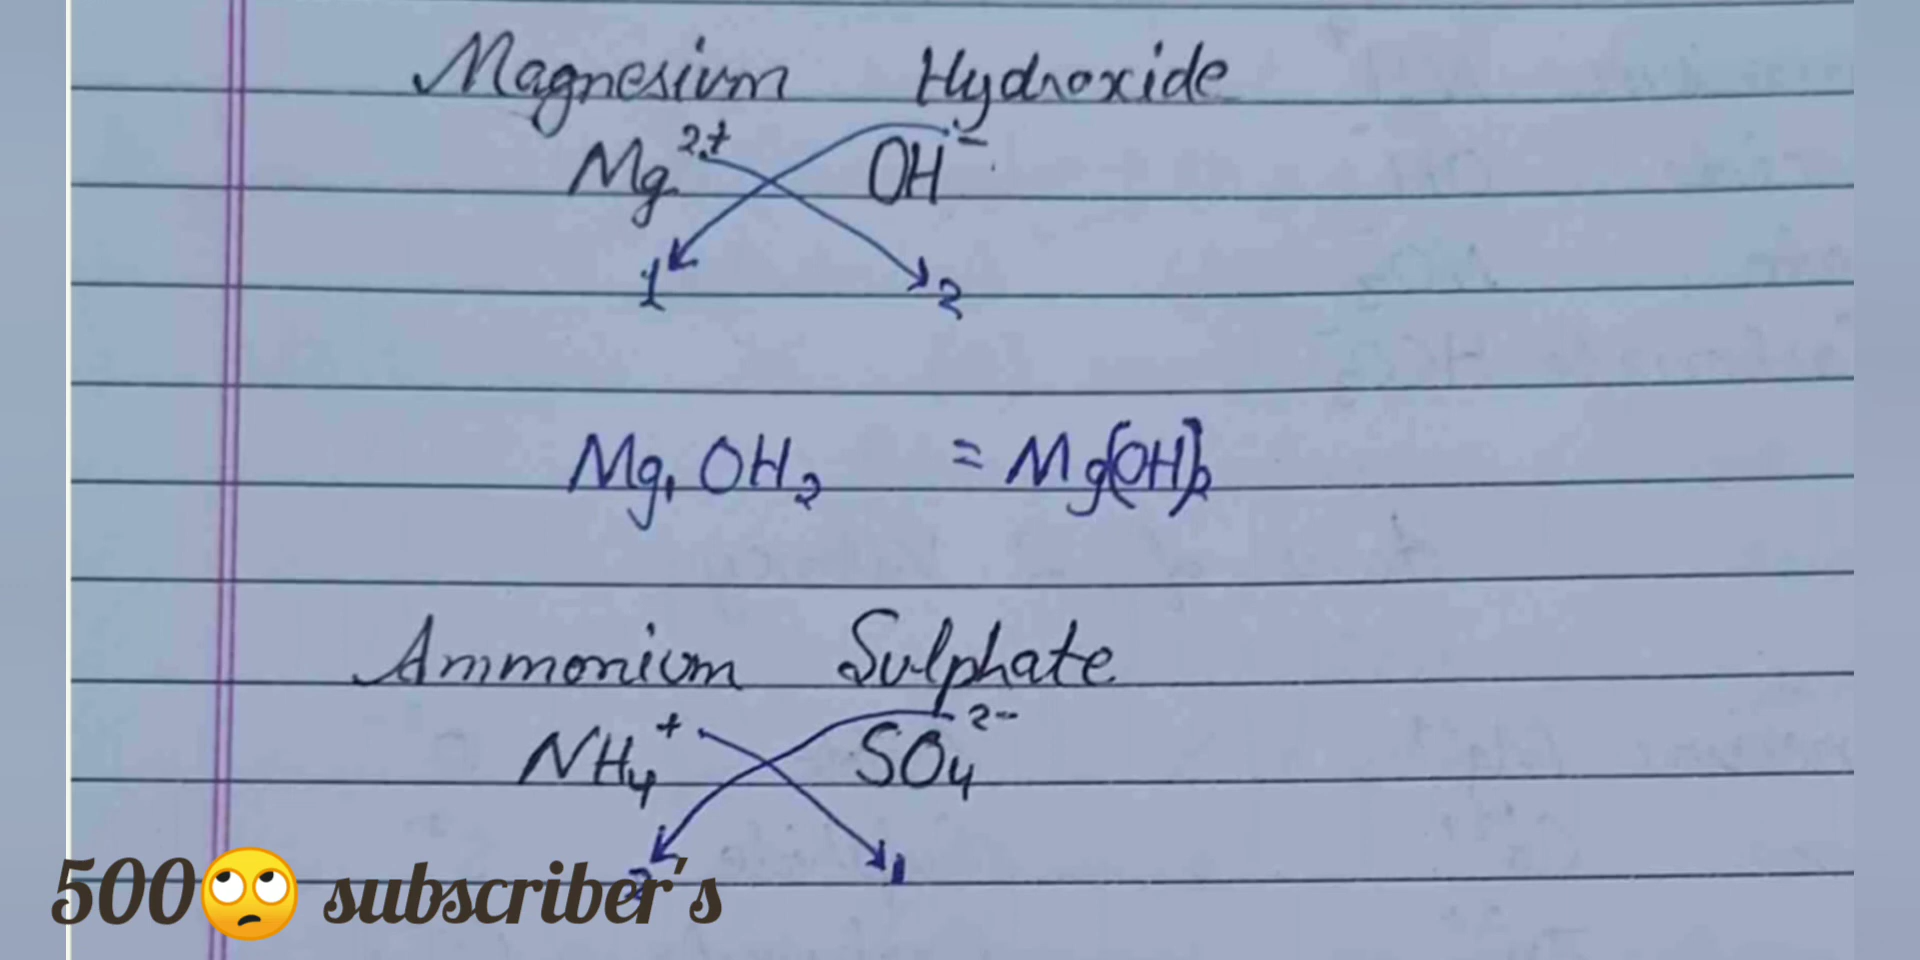 Magnesium Hydroxide
Mg²⁺ OH⁻
1 2
Mg₁ OH₂ = Mg(OH)₂
Ammonium Sulphate
NH₄⁺ SO₄²⁻
2 1
500🙄 subscriber's